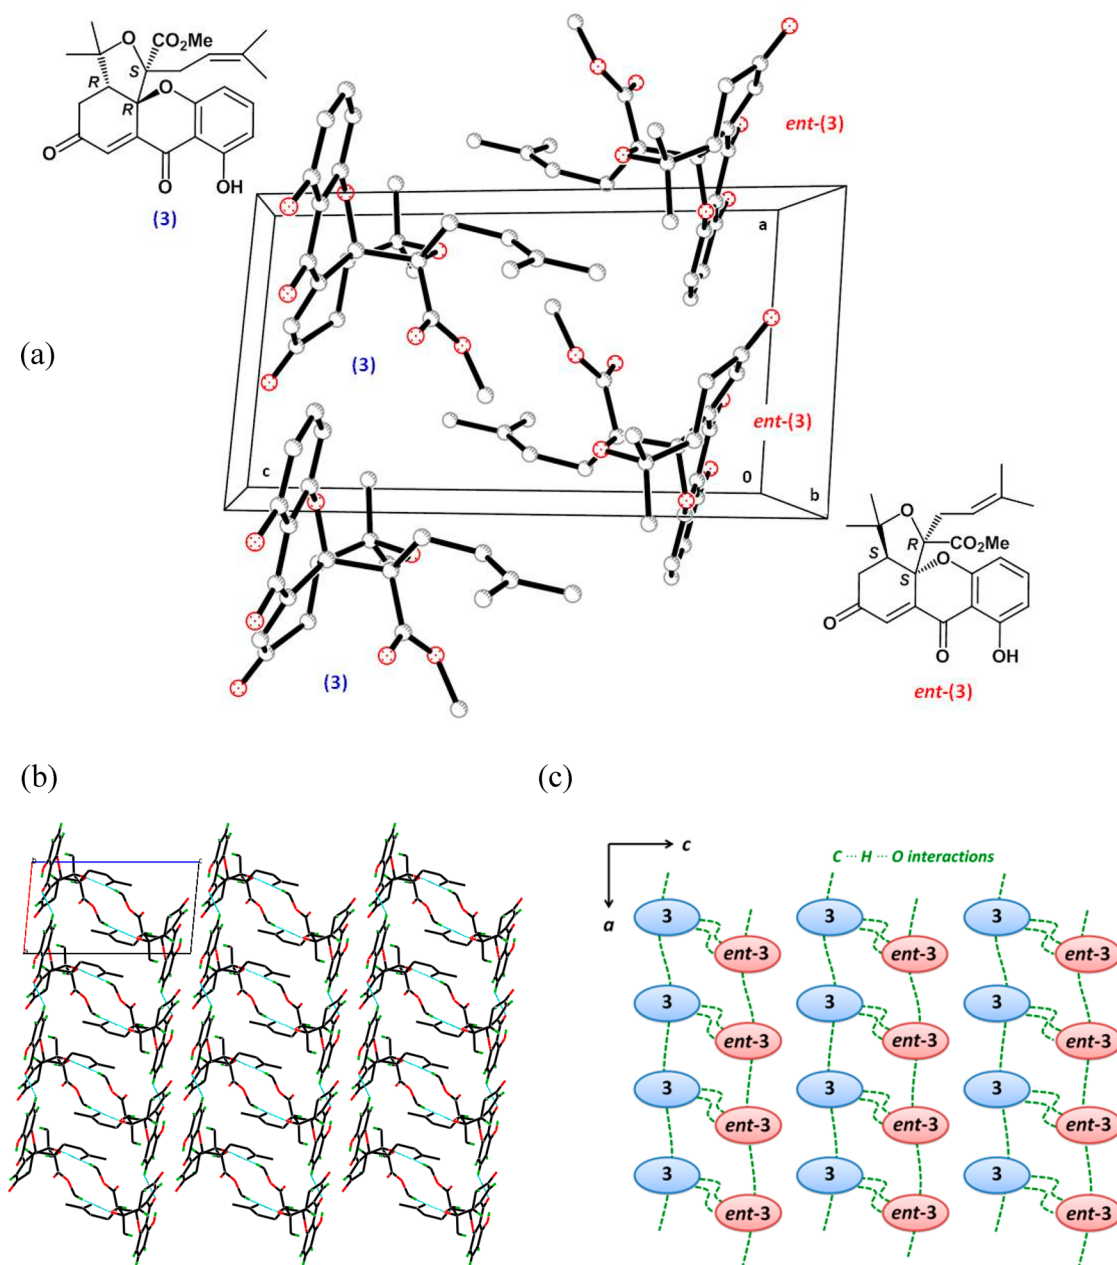 O
CO₂Me
S
R
O
R
O
O
OH
(3)
ent-(3)
a
(3)
(a)
ent-(3)
c
0
b
(3)
O
R
CO₂Me
S
O
S
O
O
OH
ent-(3)
(b)
(c)
c
C ··· H ··· O interactions
a
3
3
3
ent-3
ent-3
ent-3
3
3
3
ent-3
ent-3
ent-3
3
3
3
ent-3
ent-3
ent-3
3
3
3
ent-3
ent-3
ent-3